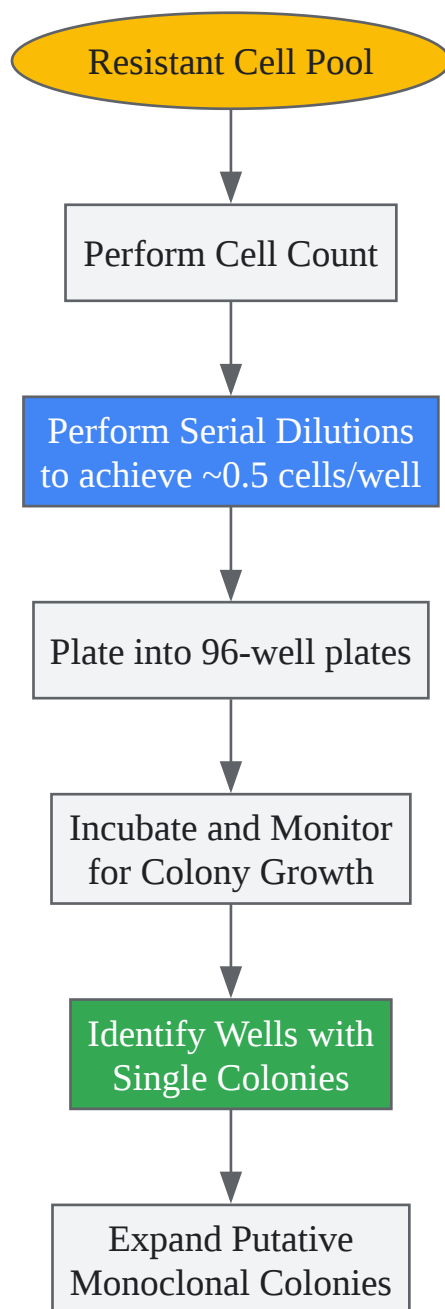 Resistant Cell Pool
Perform Cell Count
Perform Serial Dilutions
to achieve ~0.5 cells/well
Plate into 96-well plates
Incubate and Monitor
for Colony Growth
Identify Wells with
Single Colonies
Expand Putative
Monoclonal Colonies